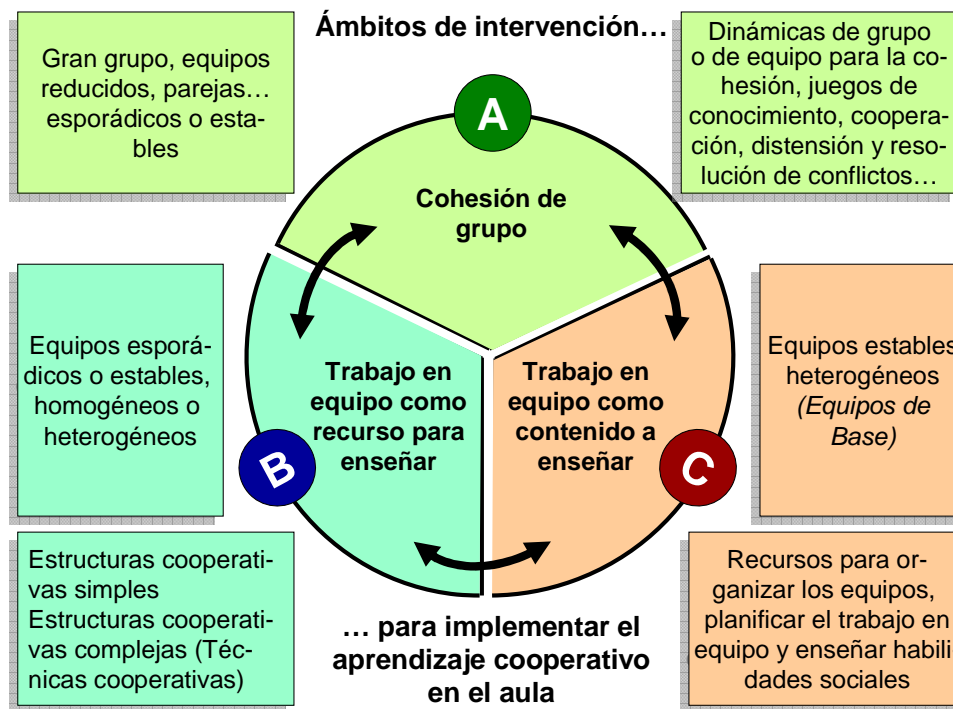 Ámbitos de intervención…
Gran grupo, equipos
reducidos, parejas…
esporádicos o esta-
bles
A
Dinámicas de grupo
o de equipo para la co-
hesión, juegos de
conocimiento, coopera-
ción, distensión y reso-
lución de conflictos…
Cohesión de
grupo
Equipos esporá-
dicos o estables,
homogéneos o
heterogéneos
B
Trabajo en
equipo como
recurso para
enseñar
Trabajo en
equipo como
contenido a
enseñar
C
Equipos estables
heterogéneos
(Equipos de
Base)
Estructuras cooperati-
vas simples
Estructuras cooperati-
vas complejas (Téc-
nicas cooperativas)
… para implementar el
aprendizaje cooperativo
en el aula
Recursos para or-
ganizar los equipos,
planificar el trabajo en
equipo y enseñar habili-
dades sociales